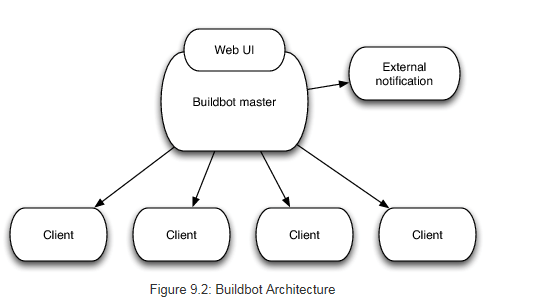 Web UI
Buildbot master
External
notification
Client
Client
Client
Client
Figure 9.2: Buildbot Architecture